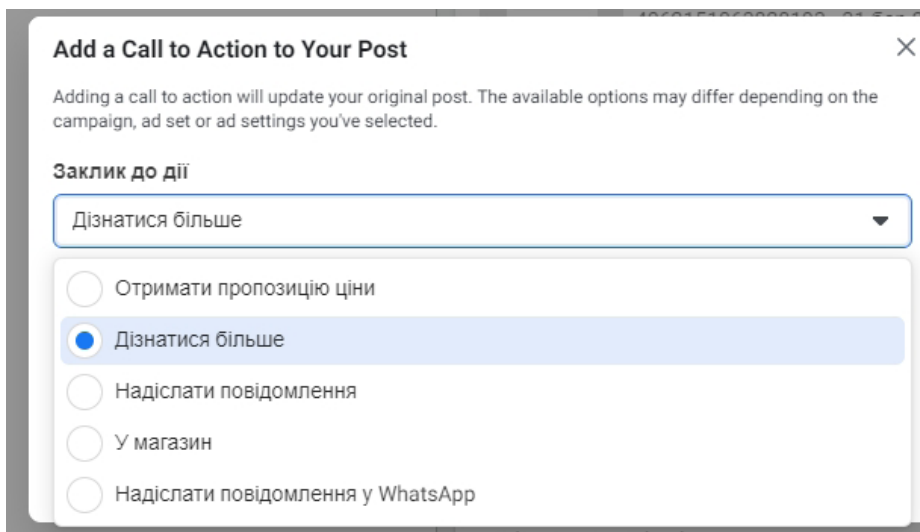 Add a Call to Action to Your Post
Adding a call to action will update your original post. The available options may differ depending on the
campaign, ad set or ad settings you've selected.
Заклик до дії
Дізнатися більше
Отримати пропозицію ціни
Дізнатися більше
Надіслати повідомлення
У магазин
Надіслати повідомлення у WhatsApp